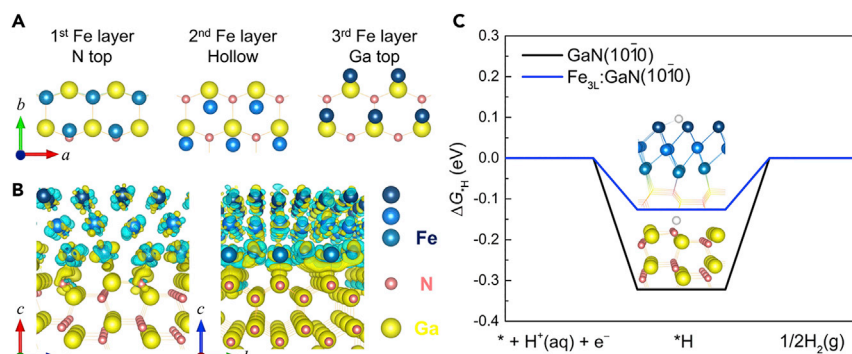 A
1st Fe layer
N top
2nd Fe layer
Hollow
3rd Fe layer
Ga top
b
a
B
Fe
N
Ga
c
c
C
GaN(101̄0)
Fe3L:GaN(101̄0)
ΔG*H (eV)
0.3
0.2
0.1
0.0
-0.1
-0.2
-0.3
-0.4
* + H+(aq) + e−
*H
1/2H2(g)